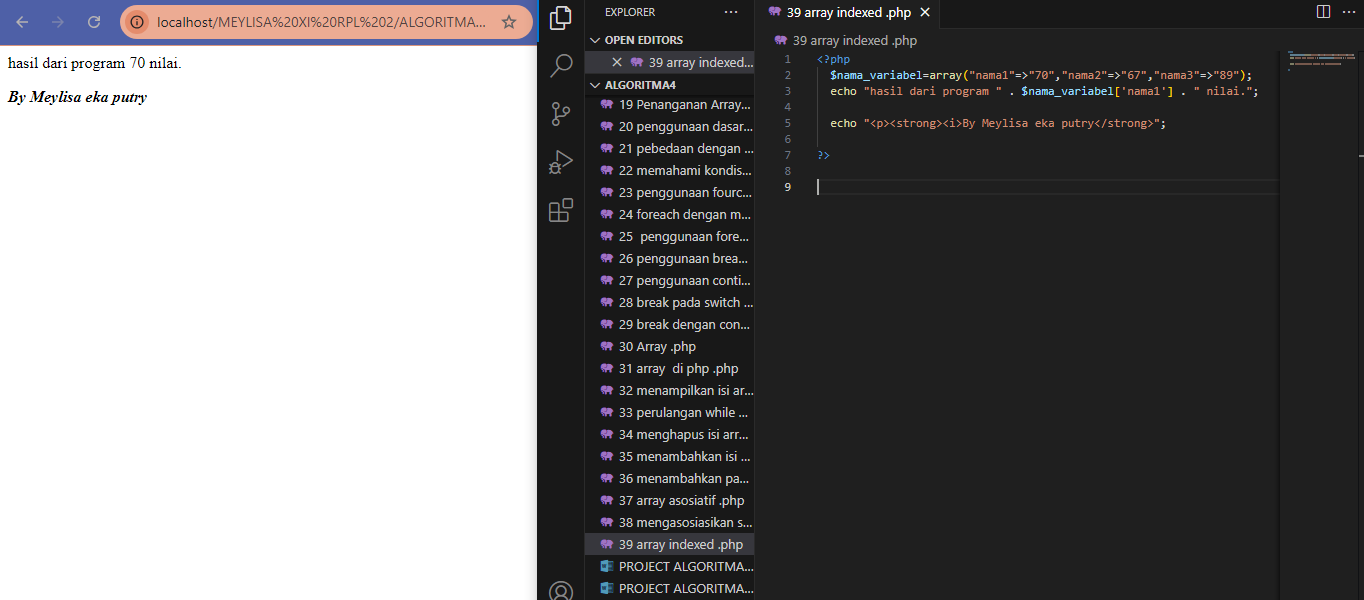 localhost/MEYLISA%20XI%20RPL%202/ALGORITMA...
hasil dari program 70 nilai.
By Meylisa eka putry
EXPLORER
OPEN EDITORS
39 array indexed...
ALGORITMA4
19 Penanganan Array...
20 penggunaan dasar...
21 pebedaan dengan ...
22 memahami kondis...
23 penggunaan fourc...
24 foreach dengan m...
25  penggunaan fore...
26 penggunaan brea...
27 penggunaan conti...
28 break pada switch ...
29 break dengan con...
30 Array .php
31 array  di php .php
32 menampilkan isi ar...
33 perulangan while ...
34 menghapus isi arr...
35 menambahkan isi ...
36 menambahkan pa...
37 array asosiatif .php
38 mengasosiasikan s...
39 array indexed .php
PROJECT ALGORITMA...
PROJECT ALGORITMA...
39 array indexed .php
39 array indexed .php
1 <?php
2 $nama_variabel=array("nama1"=>"70","nama2"=>"67","nama3"=>"89");
3 echo "hasil dari program " . $nama_variabel['nama1'] . " nilai.";
4
5 echo "<p><strong><i>By Meylisa eka putry</strong>";
6
7 ?>
8
9